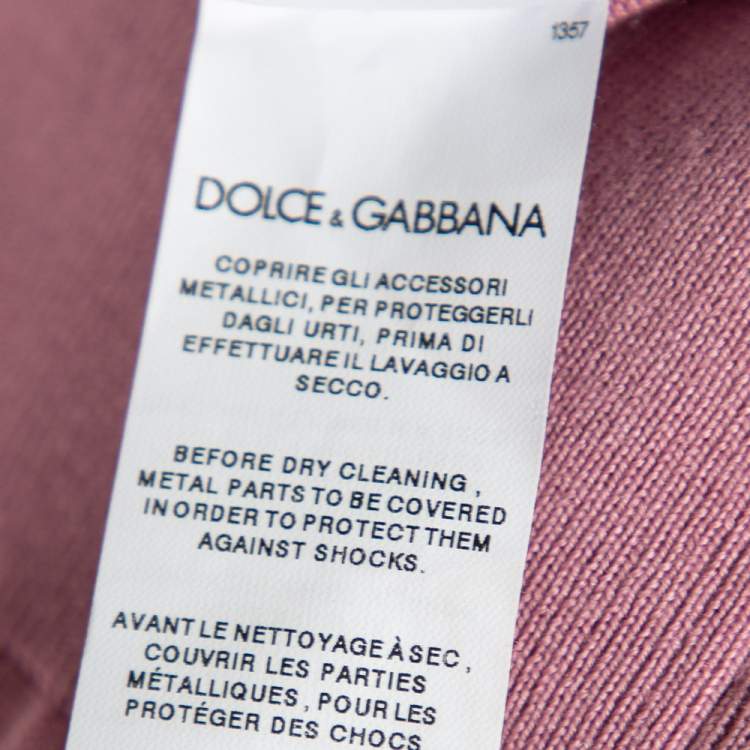 1357
DOLCE & GABBANA
COPRIRE GLI ACCESSORI
METALLICI, PER PROTEGGERLI
DAGLI URTI, PRIMA DI
EFFETTUARE IL LAVAGGIO A
SECCO.
BEFORE DRY CLEANING,
METAL PARTS TO BE COVERED
IN ORDER TO PROTECT THEM
AGAINST SHOCKS.
AVANT LE NETTOYAGE À SEC,
COUVRIR LES PARTIES
MÉTALLIQUES, POUR LES
PROTÉGER DES CHOCS